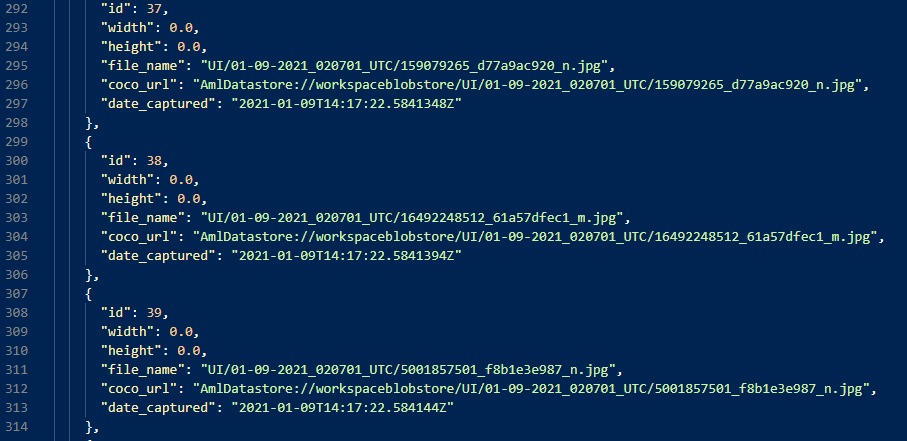 292 "id": 37,
293 "width": 0.0,
294 "height": 0.0,
295 "file_name": "UI/01-09-2021_020701_UTC/159079265_d77a9ac920_n.jpg",
296 "coco_url": "AmlDatastore://workspaceblobstore/UI/01-09-2021_020701_UTC/159079265_d77a9ac920_n.jpg",
297 "date_captured": "2021-01-09T14:17:22.5841348Z"
298 },
299 {
300 "id": 38,
301 "width": 0.0,
302 "height": 0.0,
303 "file_name": "UI/01-09-2021_020701_UTC/16492248512_61a57dfec1_m.jpg",
304 "coco_url": "AmlDatastore://workspaceblobstore/UI/01-09-2021_020701_UTC/16492248512_61a57dfec1_m.jpg",
305 "date_captured": "2021-01-09T14:17:22.5841394Z"
306 },
307 {
308 "id": 39,
309 "width": 0.0,
310 "height": 0.0,
311 "file_name": "UI/01-09-2021_020701_UTC/5001857501_f8b1e3e987_n.jpg",
312 "coco_url": "AmlDatastore://workspaceblobstore/UI/01-09-2021_020701_UTC/5001857501_f8b1e3e987_n.jpg",
313 "date_captured": "2021-01-09T14:17:22.584144Z"
314 },